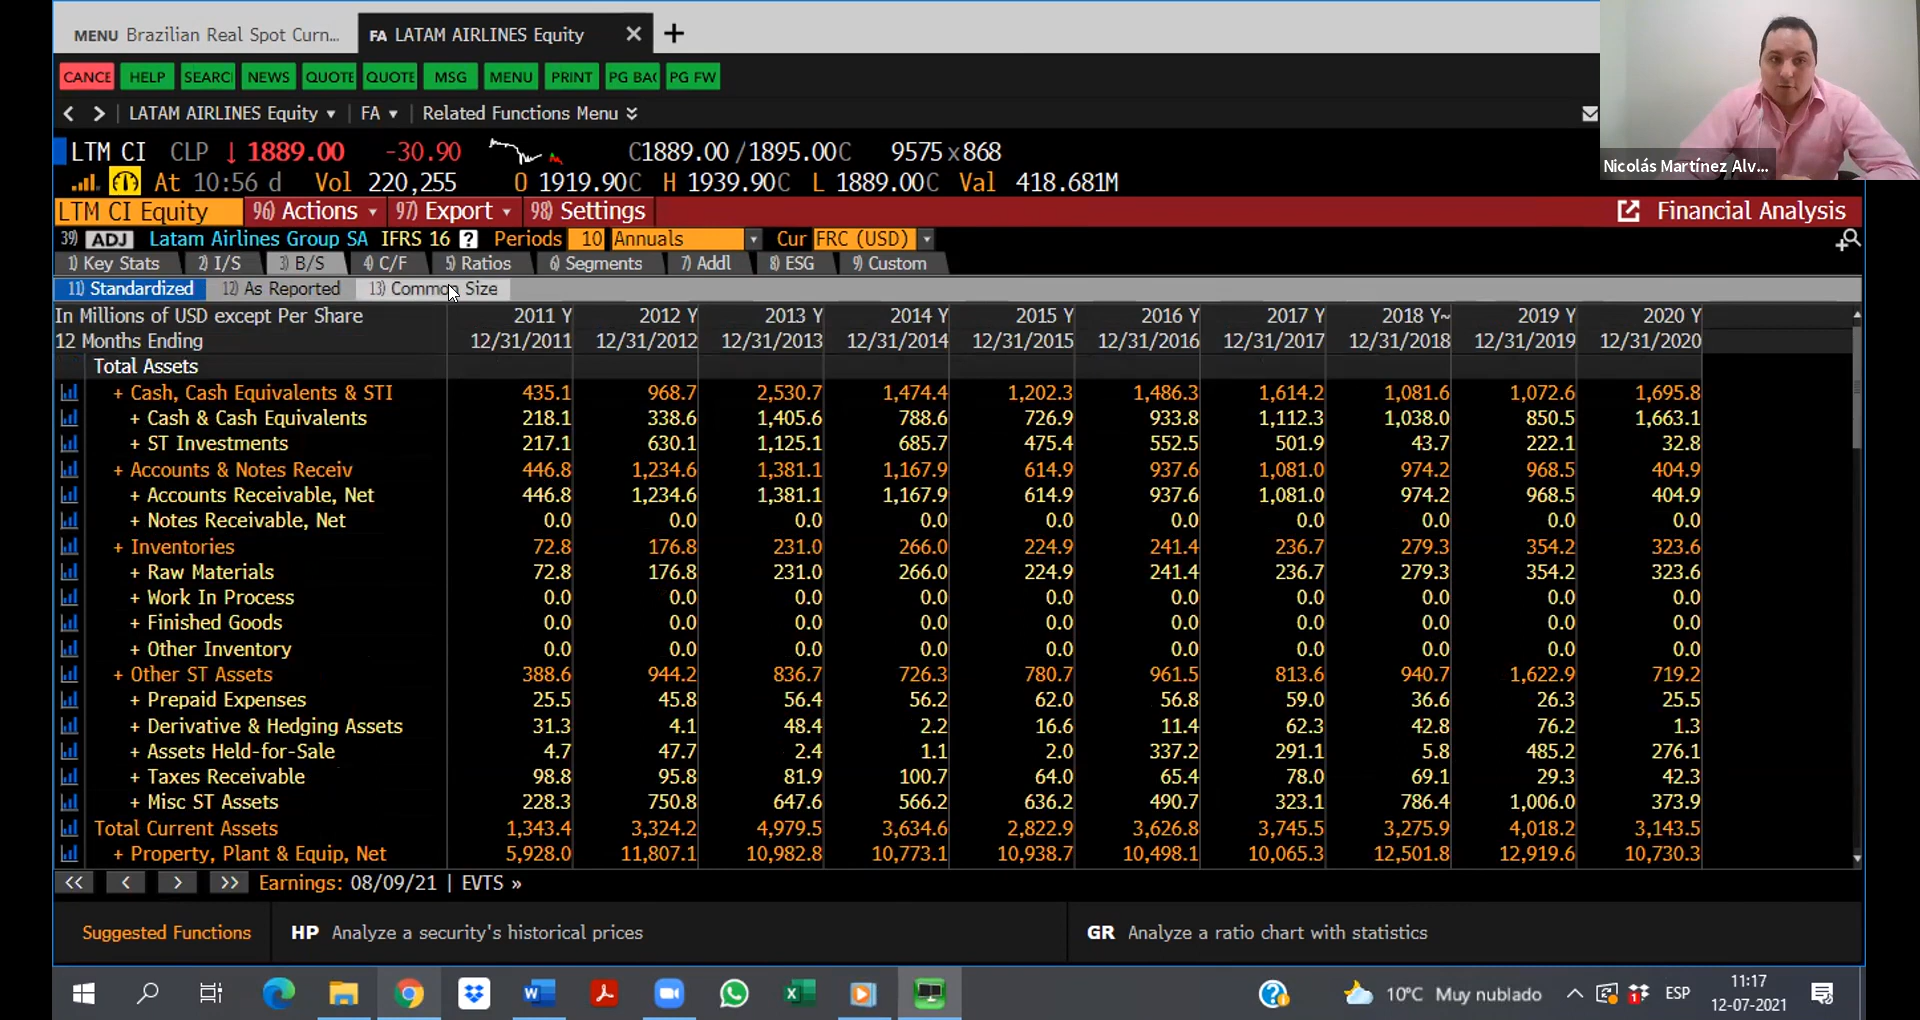 MENU Brazilian Real Spot Curn... FA LATAM AIRLINES Equity ✕ +
CANCE HELP SEARC NEWS QUOTE QUOTE MSG MENU PRINT PG BAC PG FW
< > LATAM AIRLINES Equity ▾ FA ▾ Related Functions Menu
LTM CI CLP ↓ 1889.00 -30.90 C1889.00 /1895.00C 9575 x 868
Nicolás Martínez Alv...
At 10:56 d Vol 220,255 O 1919.90C H 1939.90C L 1889.00C Val 418.681M
LTM CI Equity 96) Actions ▾ 97) Export ▾ 98) Settings Financial Analysis
39) ADJ Latam Airlines Group SA IFRS 16 ? Periods 10 Annuals ▾ Cur FRC (USD) ▾
1) Key Stats 2) I/S 3) B/S 4) C/F 5) Ratios 6) Segments 7) Addl 8) ESG 9) Custom
11) Standardized 12) As Reported 13) Common Size
In Millions of USD except Per Share 2011 Y 2012 Y 2013 Y 2014 Y 2015 Y 2016 Y 2017 Y 2018 Y~ 2019 Y 2020 Y
12 Months Ending 12/31/2011 12/31/2012 12/31/2013 12/31/2014 12/31/2015 12/31/2016 12/31/2017 12/31/2018 12/31/2019 12/31/2020
Total Assets
+ Cash, Cash Equivalents & STI 435.1 968.7 2,530.7 1,474.4 1,202.3 1,486.3 1,614.2 1,081.6 1,072.6 1,695.8
+ Cash & Cash Equivalents 218.1 338.6 1,405.6 788.6 726.9 933.8 1,112.3 1,038.0 850.5 1,663.1
+ ST Investments 217.1 630.1 1,125.1 685.7 475.4 552.5 501.9 43.7 222.1 32.8
+ Accounts & Notes Receiv 446.8 1,234.6 1,381.1 1,167.9 614.9 937.6 1,081.0 974.2 968.5 404.9
+ Accounts Receivable, Net 446.8 1,234.6 1,381.1 1,167.9 614.9 937.6 1,081.0 974.2 968.5 404.9
+ Notes Receivable, Net 0.0 0.0 0.0 0.0 0.0 0.0 0.0 0.0 0.0 0.0
+ Inventories 72.8 176.8 231.0 266.0 224.9 241.4 236.7 279.3 354.2 323.6
+ Raw Materials 72.8 176.8 231.0 266.0 224.9 241.4 236.7 279.3 354.2 323.6
+ Work In Process 0.0 0.0 0.0 0.0 0.0 0.0 0.0 0.0 0.0 0.0
+ Finished Goods 0.0 0.0 0.0 0.0 0.0 0.0 0.0 0.0 0.0 0.0
+ Other Inventory 0.0 0.0 0.0 0.0 0.0 0.0 0.0 0.0 0.0 0.0
+ Other ST Assets 388.6 944.2 836.7 726.3 780.7 961.5 813.6 940.7 1,622.9 719.2
+ Prepaid Expenses 25.5 45.8 56.4 56.2 62.0 56.8 59.0 36.6 26.3 25.5
+ Derivative & Hedging Assets 31.3 4.1 48.4 2.2 16.6 11.4 62.3 42.8 76.2 1.3
+ Assets Held-for-Sale 4.7 47.7 2.4 1.1 2.0 337.2 291.1 5.8 485.2 276.1
+ Taxes Receivable 98.8 95.8 81.9 100.7 64.0 65.4 78.0 69.1 29.3 42.3
+ Misc ST Assets 228.3 750.8 647.6 566.2 636.2 490.7 323.1 786.4 1,006.0 373.9
Total Current Assets 1,343.4 3,324.2 4,979.5 3,634.6 2,822.9 3,626.8 3,745.5 3,275.9 4,018.2 3,143.5
+ Property, Plant & Equip, Net 5,928.0 11,807.1 10,982.8 10,773.1 10,938.7 10,498.1 10,065.3 12,501.8 12,919.6 10,730.3
<< < > >> Earnings: 08/09/21 | EVTS »
Suggested Functions HP Analyze a security's historical prices GR Analyze a ratio chart with statistics
10°C Muy nublado 1 ESP 11:17
12-07-2021